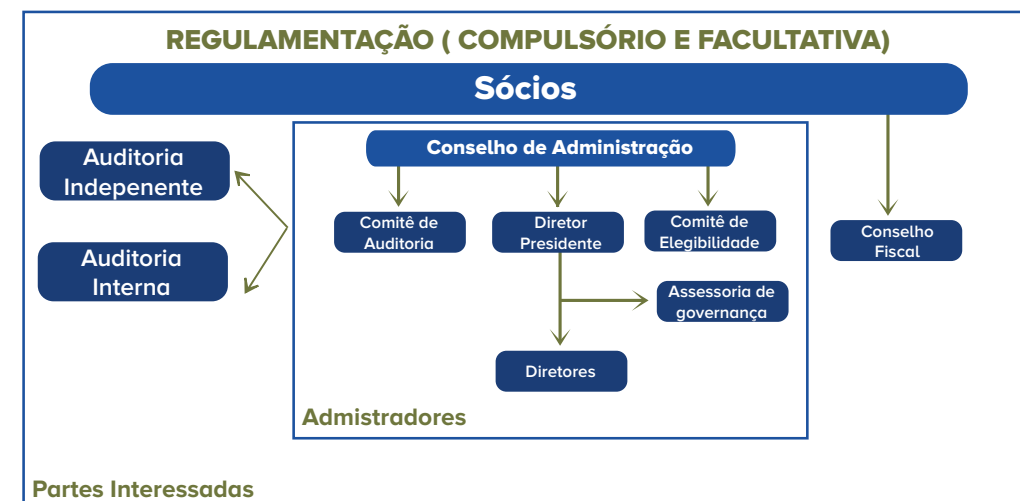 REGULAMENTAÇÃO ( COMPULSÓRIO E FACULTATIVA)
Sócios
Conselho de Administração
Auditoria
Indepenente
Auditoria
Interna
Comitê de
Auditoria
Diretor
Presidente
Comitê de
Elegibilidade
Conselho
Fiscal
Assessoria de
governança
Diretores
Admistradores
Partes Interessadas